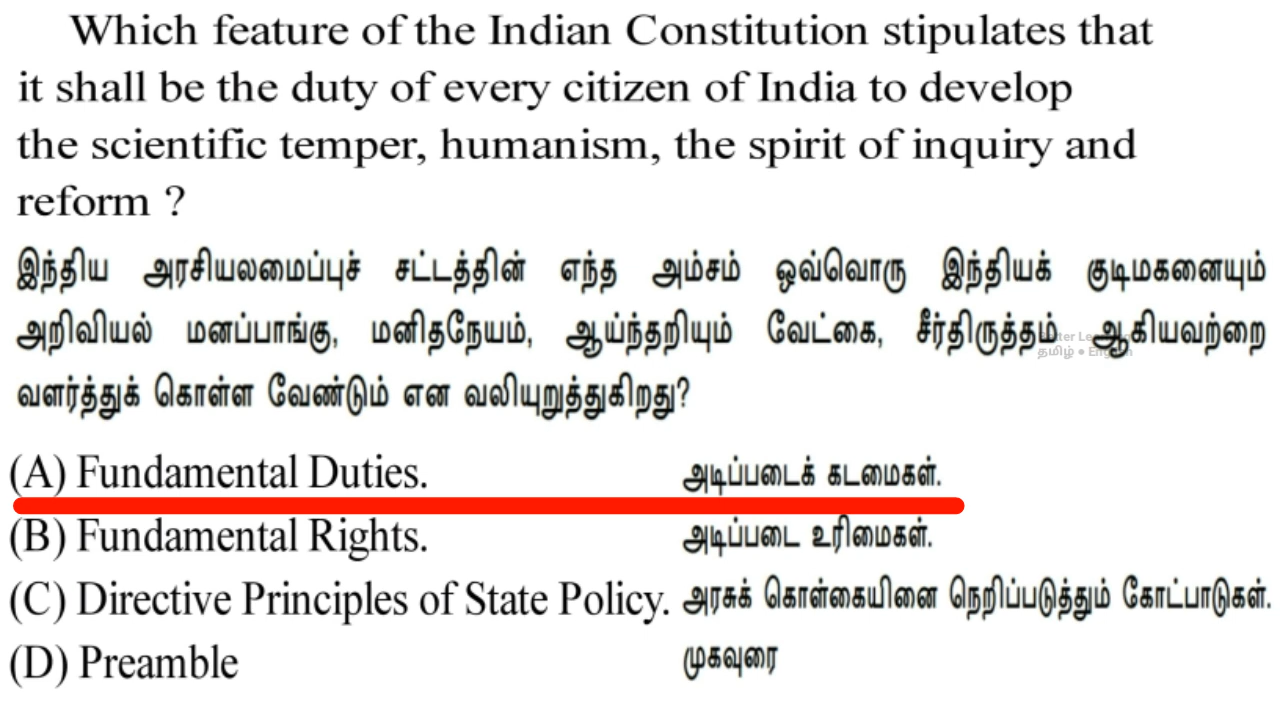 Which feature of the Indian Constitution stipulates that
it shall be the duty of every citizen of India to develop
the scientific temper, humanism, the spirit of inquiry and
reform ?
இந்திய அரசியலமைப்புச் சட்டத்தின் எந்த அம்சம் ஒவ்வொரு இந்தியக் குடிமகனையும்
அறிவியல் மனப்பாங்கு, மனிதநேயம், ஆய்ந்தறியும் வேட்கை, சீர்திருத்தம் ஆகியவற்றை
தமிழ் • English
வளர்த்துக் கொள்ள வேண்டும் என வலியுறுத்துகிறது?
(A) Fundamental Duties. அடிப்படைக் கடமைகள்.
(B) Fundamental Rights. அடிப்படை உரிமைகள்.
(C) Directive Principles of State Policy. அரசுக் கொள்கையினை நெறிப்படுத்தும் கோட்பாடுகள்.
(D) Preamble முகவுரை